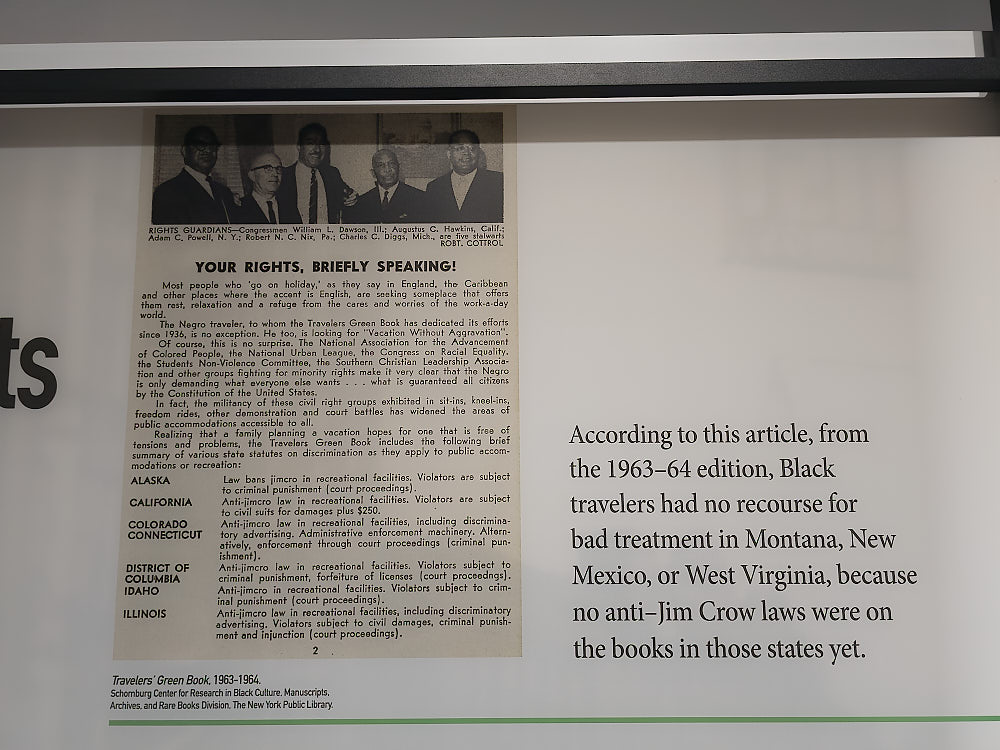 ts
RIGHTS GUARDIANS—Congressmen William L. Dawson, Ill.; Augustus C. Hawkins, Calif.;
Adam C. Powell, N. Y.; Robert N. C. Nix, Pa.; Charles C. Diggs, Mich., are five stalwarts
ROBT. COTTROL
YOUR RIGHTS, BRIEFLY SPEAKING!
Most people who 'go on holiday,' as they say in England, the Caribbean
and other places where the accent is English, are seeking someplace that offers
them rest, relaxation and a refuge from the cares and worries of the work-a-day
world.
The Negro traveler, to whom the Travelers Green Book has dedicated its efforts
since 1936, is no exception. He too, is looking for "Vacation Without Aggravation".
Of course, this is no surprise. The National Association for the Advancement
of Colored People, the National Urban League, the Congress on Racial Equality,
the Students Non-Violence Committee, the Southern Christian Leadership Associa-
tion and other groups fighting for minority rights make it very clear that the Negro
is only demanding what everyone else wants . . . what is guaranteed all citizens
by the Constitution of the United States.
In fact, the militancy of these civil right groups exhibited in sit-ins, kneel-ins,
freedom rides, other demonstration and court battles has widened the areas of
public accommodations accessible to all.
Realizing that a family planning a vacation hopes for one that is free of
tensions and problems, the Travelers Green Book includes the following brief
summary of various state statutes on discrimination as they apply to public accom-
modations or recreation:
ALASKA Law bans jimcro in recreational facilities. Violators are subject
to criminal punishment (court proceedings).
CALIFORNIA Anti-jimcro law in recreational facilities. Violators are subject
to civil suits for damages plus $250.
COLORADO Anti-jimcro law in recreational facilities, including discrimina-
CONNECTICUT tory advertising. Administrative enforcement machinery. Altern-
atively, enforcement through court proceedings (criminal pun-
ishment).
DISTRICT OF Anti-jimcro law in recreational facilities. Violators subject to
COLUMBIA criminal punishment, forfeiture of licenses (court proceedngs).
IDAHO Anti-jimcro in recreational facilities. Violators subject to crim-
inal punishment (court proceedings).
ILLINOIS Anti-jimcro law in recreational facilities, including discriminatory
advertising. Violators subject to civil damages, criminal punish-
ment and injunction (court proceedings).
2
Travelers' Green Book, 1963–1964.
Schomburg Center for Research in Black Culture, Manuscripts,
Archives, and Rare Books Division, The New York Public Library.
According to this article, from
the 1963–64 edition, Black
travelers had no recourse for
bad treatment in Montana, New
Mexico, or West Virginia, because
no anti–Jim Crow laws were on
the books in those states yet.